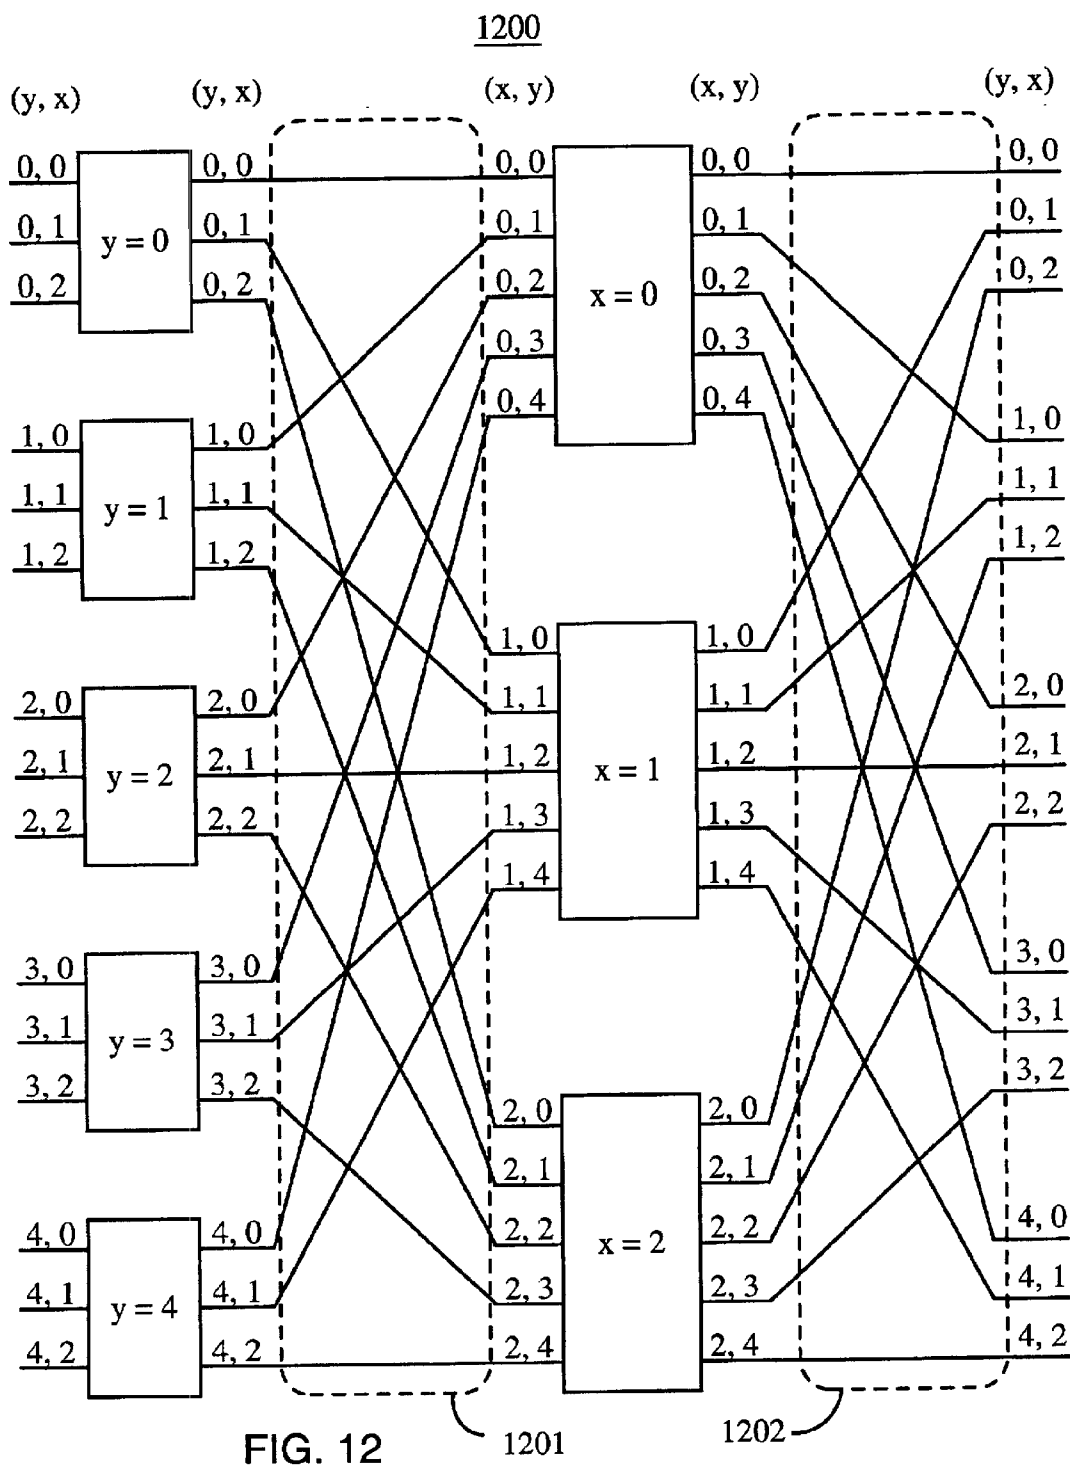 1200
(y, x) (y, x) (x, y) (x, y) (y, x)
0, 0 0, 0 0, 0 0, 0 0, 0
0, 1 y = 0 0, 1 0, 1 0, 1 0, 1
0, 2 0, 2 0, 2 x = 0 0, 2 0, 2
0, 3 0, 3
0, 4 0, 4
1, 0 1, 0 1, 0
1, 1 y = 1 1, 1 1, 1
1, 2 1, 2 1, 2
1, 0 1, 0
2, 0 2, 0 1, 1 1, 1 2, 0
2, 1 y = 2 2, 1 1, 2 x = 1 1, 2 2, 1
2, 2 2, 2 1, 3 1, 3 2, 2
1, 4 1, 4
3, 0 3, 0 3, 0
3, 1 y = 3 3, 1 3, 1
3, 2 3, 2 3, 2
2, 0 2, 0
2, 1 2, 1
4, 0 4, 0 2, 2 x = 2 2, 2 4, 0
4, 1 y = 4 4, 1 2, 3 2, 3 4, 1
4, 2 4, 2 2, 4 2, 4 4, 2
FIG. 12 1201 1202